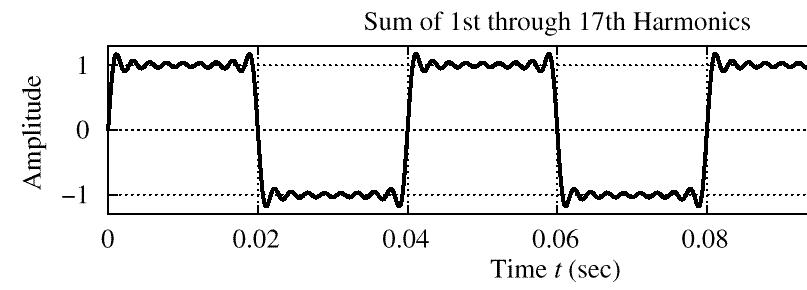 Sum of 1st through 17th Harmonics
Amplitude
1
0
−1
0 0.02 0.04 0.06 0.08
Time t (sec)